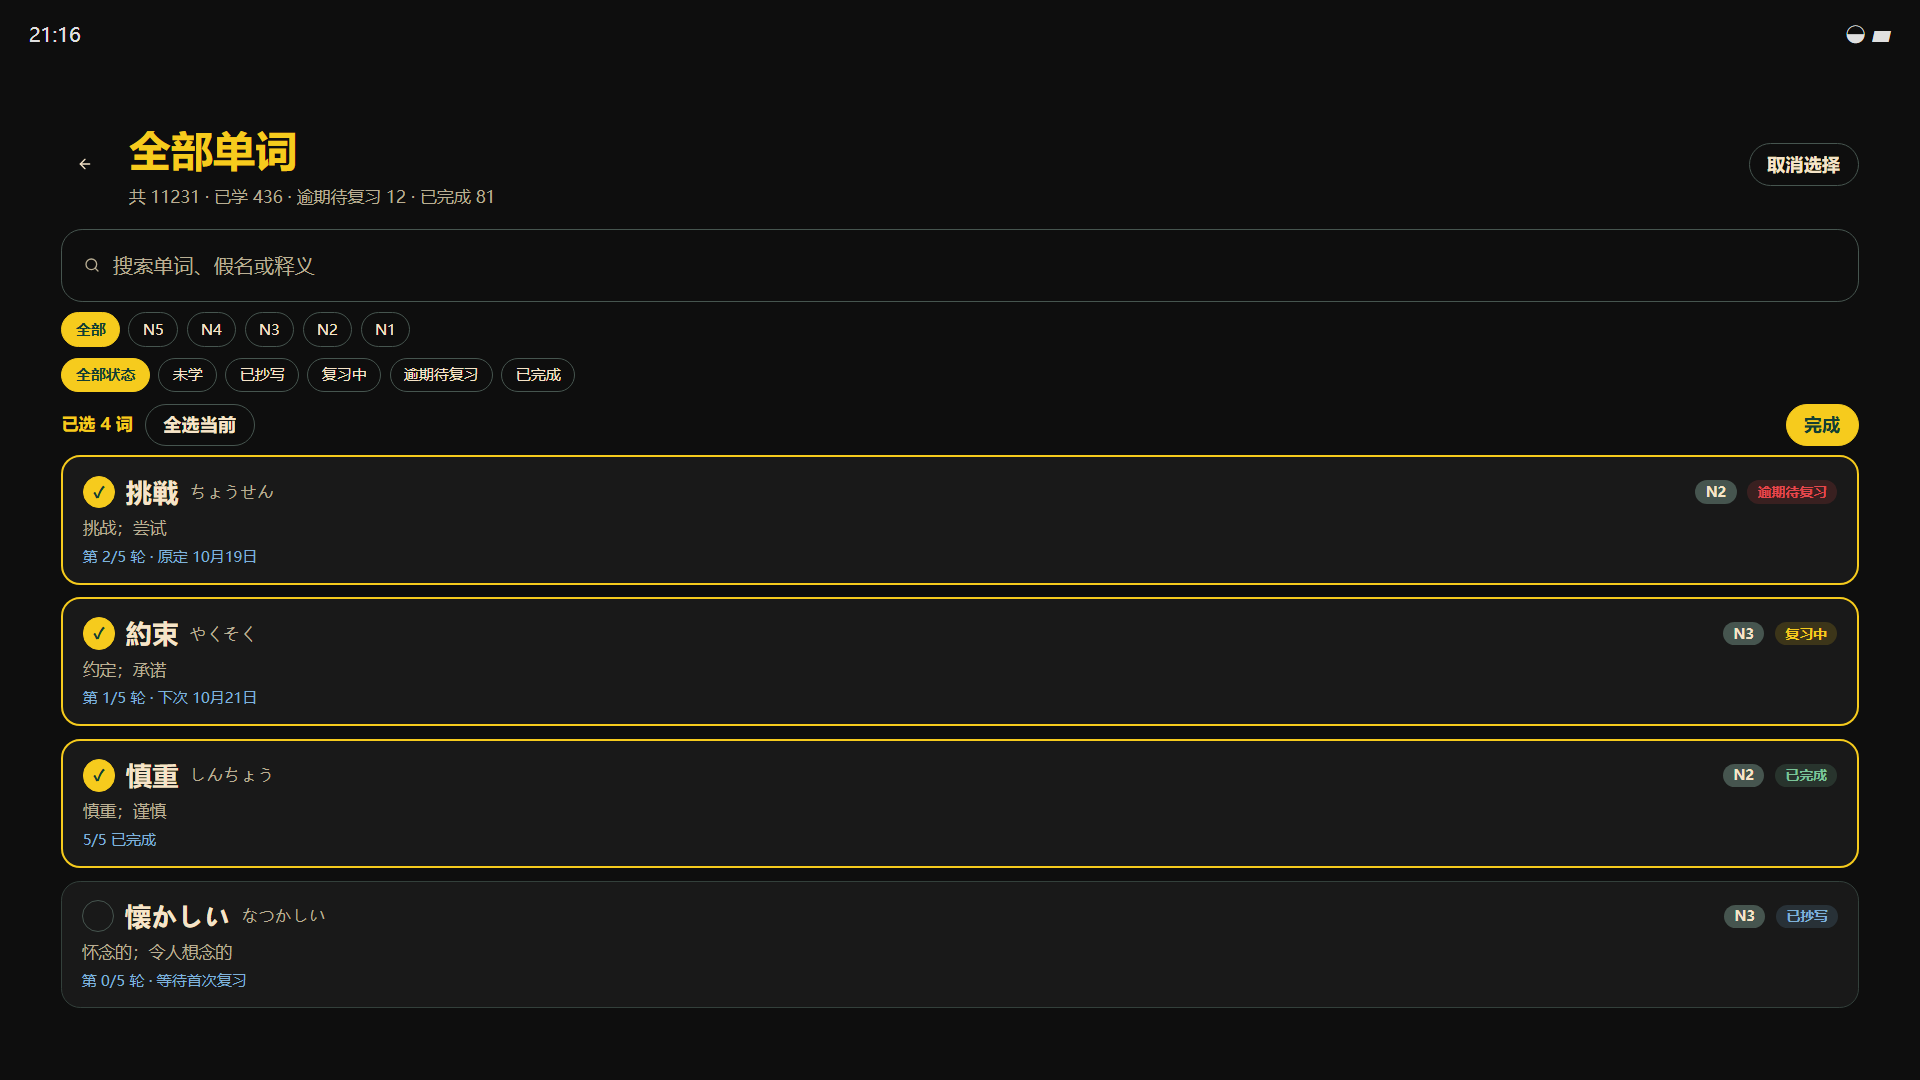 21:16
全部单词
共 11231 · 已学 436 · 逾期待复习 12 · 已完成 81
取消选择
搜索单词、假名或释义
全部 N5 N4 N3 N2 N1
全部状态 未学 已抄写 复习中 逾期待复习 已完成
已选 4 词 全选当前 完成
挑戦 ちょうせん N2 逾期待复习
挑战；尝试
第 2/5 轮 · 原定 10月19日
約束 やくそく N3 复习中
约定；承诺
第 1/5 轮 · 下次 10月21日
慎重 しんちょう N2 已完成
慎重；谨慎
5/5 已完成
懐かしい なつかしい N3 已抄写
怀念的；令人想念的
第 0/5 轮 · 等待首次复习